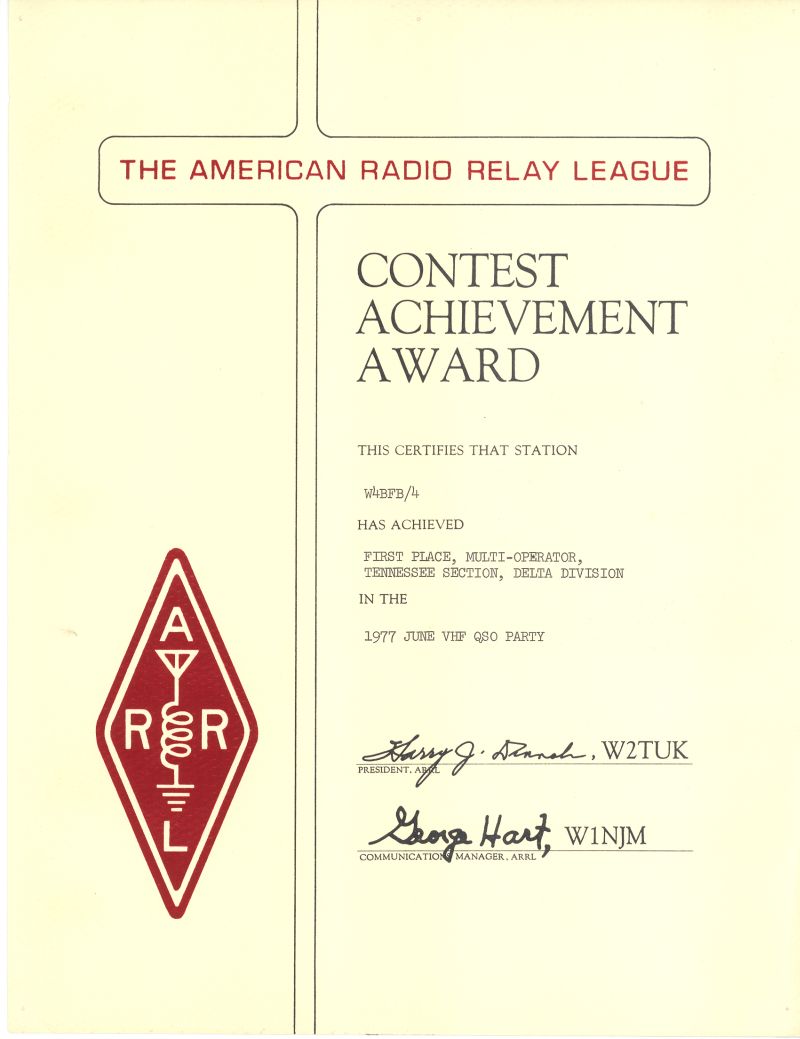 THE AMERICAN RADIO RELAY LEAGUE
CONTEST
ACHIEVEMENT
AWARD
THIS CERTIFIES THAT STATION
W4BFB/4
HAS ACHIEVED
FIRST PLACE, MULTI-OPERATOR,
TENNESSEE SECTION, DELTA DIVISION
IN THE
1977 JUNE VHF QSO PARTY
A
R R
L
Harry J. Dannals, W2TUK
PRESIDENT, ARRL
George Hart, W1NJM
COMMUNICATIONS MANAGER, ARRL